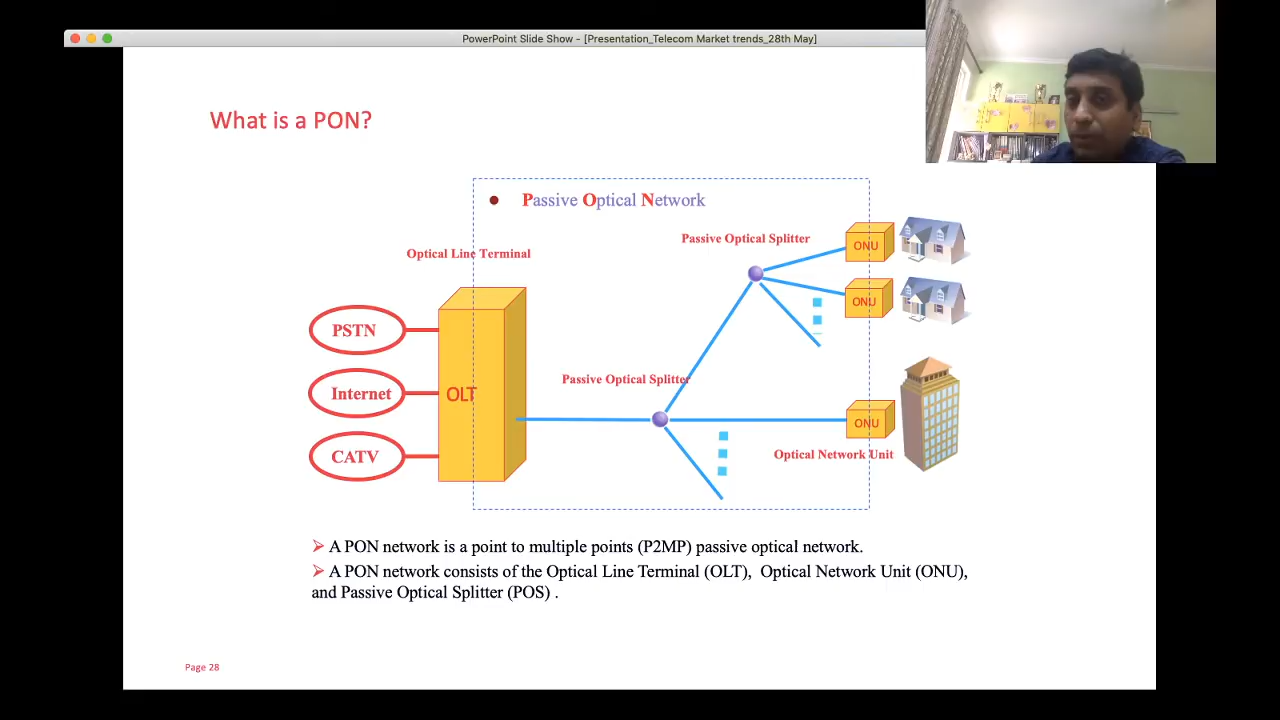 PowerPoint Slide Show - [Presentation_Telecom Market trends_28th May]
What is a PON?
Passive Optical Network
Passive Optical Splitter
Optical Line Terminal
ONU
ONU
PSTN
Passive Optical Splitter
Internet
OLT
ONU
CATV
Optical Network Unit
A PON network is a point to multiple points (P2MP) passive optical network.
A PON network consists of the Optical Line Terminal (OLT), Optical Network Unit (ONU),
and Passive Optical Splitter (POS) .
Page 28